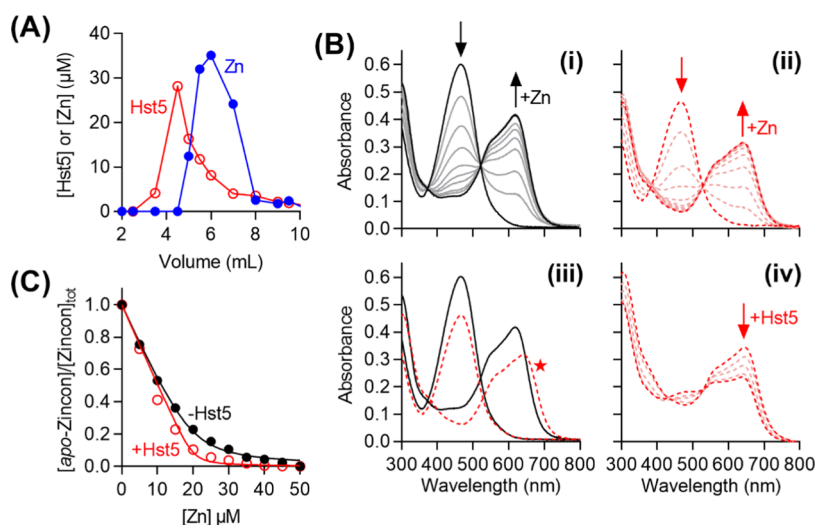 (A)
[Hst5] or [Zn] (µM)
40
30
20
10
0
Hst5
Zn
2 4 6 8 10
Volume (mL)
(B)
Absorbance
0.6
0.5
0.4
0.3
0.2
0.1
0.0
(i)
+Zn
(ii)
+Zn
(C)
[apo-Zincon]/[Zincon]tot
1.0
0.8
0.6
0.4
0.2
0.0
-Hst5
+Hst5
0 10 20 30 40 50
[Zn] µM
Absorbance
0.6
0.5
0.4
0.3
0.2
0.1
0.0
(iii)
★
300 400 500 600 700 800
Wavelength (nm)
(iv)
+Hst5
300 400 500 600 700 800
Wavelength (nm)